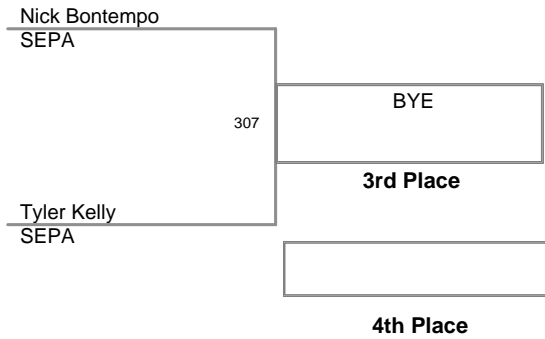 Nick Bontempo
SEPA
BYE
307
3rd Place
Tyler Kelly
SEPA
4th Place